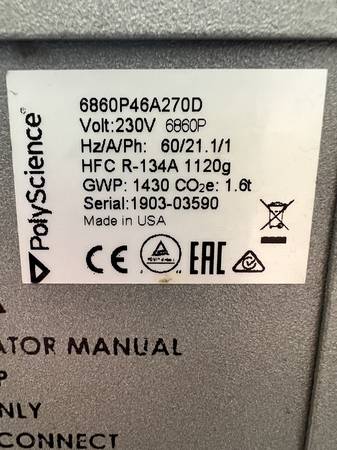 PolyScience®
6860P46A270D
Volt:230V 6860P
Hz/A/Ph: 60/21.1/1
HFC R-134A 1120g
GWP: 1430 CO2e: 1.6t
Serial:1903-03590
Made in USA
CE EAC
ATOR MANUAL
P
NLY
CONNECT